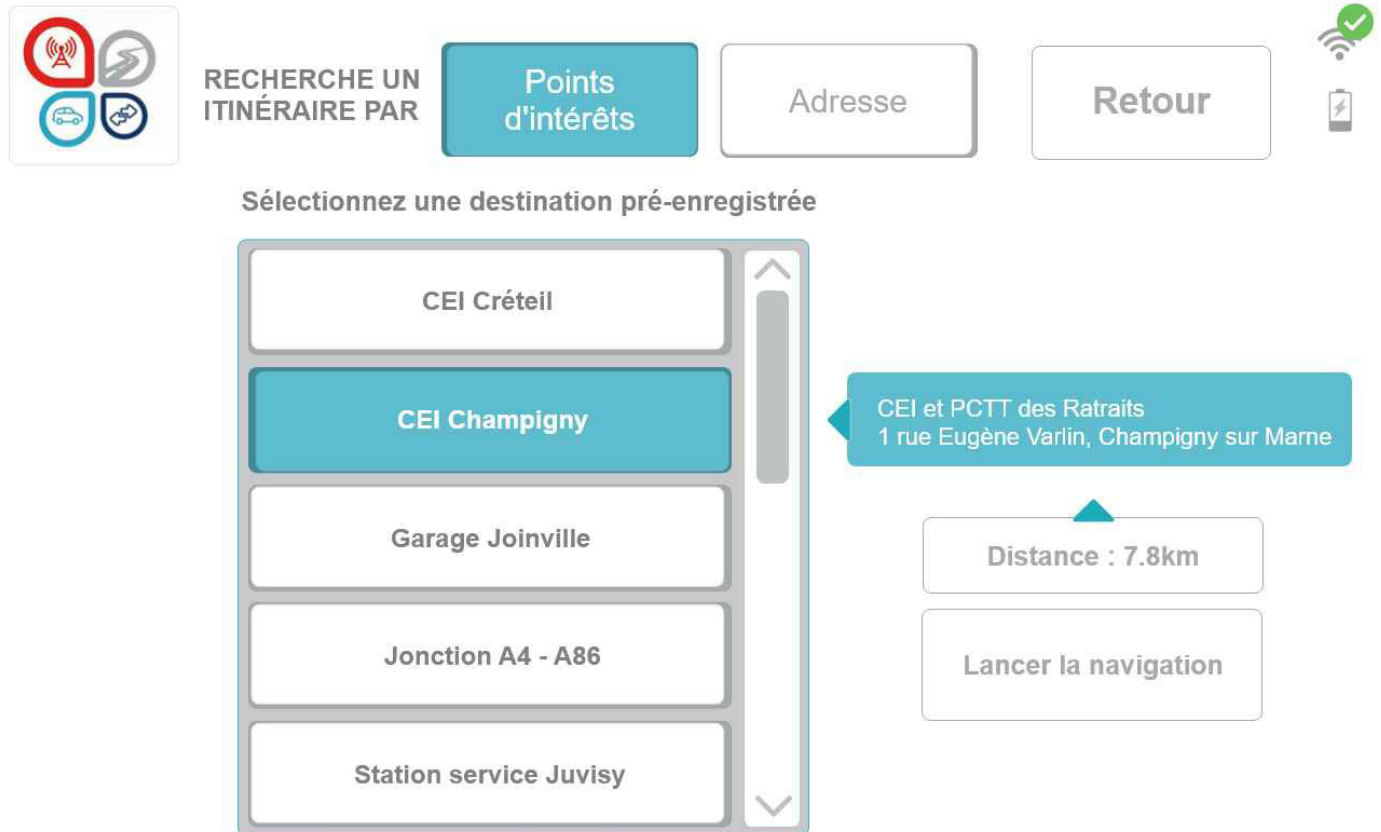 RECHERCHE UN
ITINÉRAIRE PAR
Points
d'intérêts
Adresse
Retour
Sélectionnez une destination pré-enregistrée
CEI Créteil
CEI Champigny
CEI et PCTT des Ratraits
1 rue Eugène Varlin, Champigny sur Marne
Garage Joinville
Distance : 7.8km
Jonction A4 - A86
Lancer la navigation
Station service Juvisy